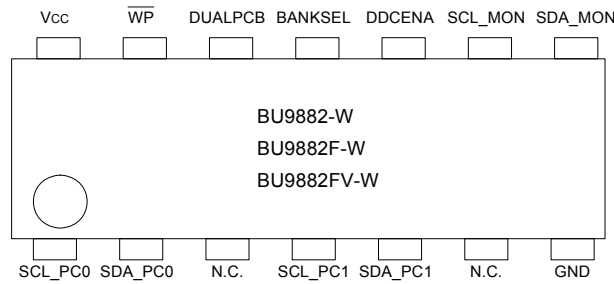 Vcc WP DUALPCB BANKSEL DDCENA SCL_MON SDA_MON
BU9882-W
BU9882F-W
BU9882FV-W
SCL_PC0 SDA_PC0 N.C. SCL_PC1 SDA_PC1 N.C. GND